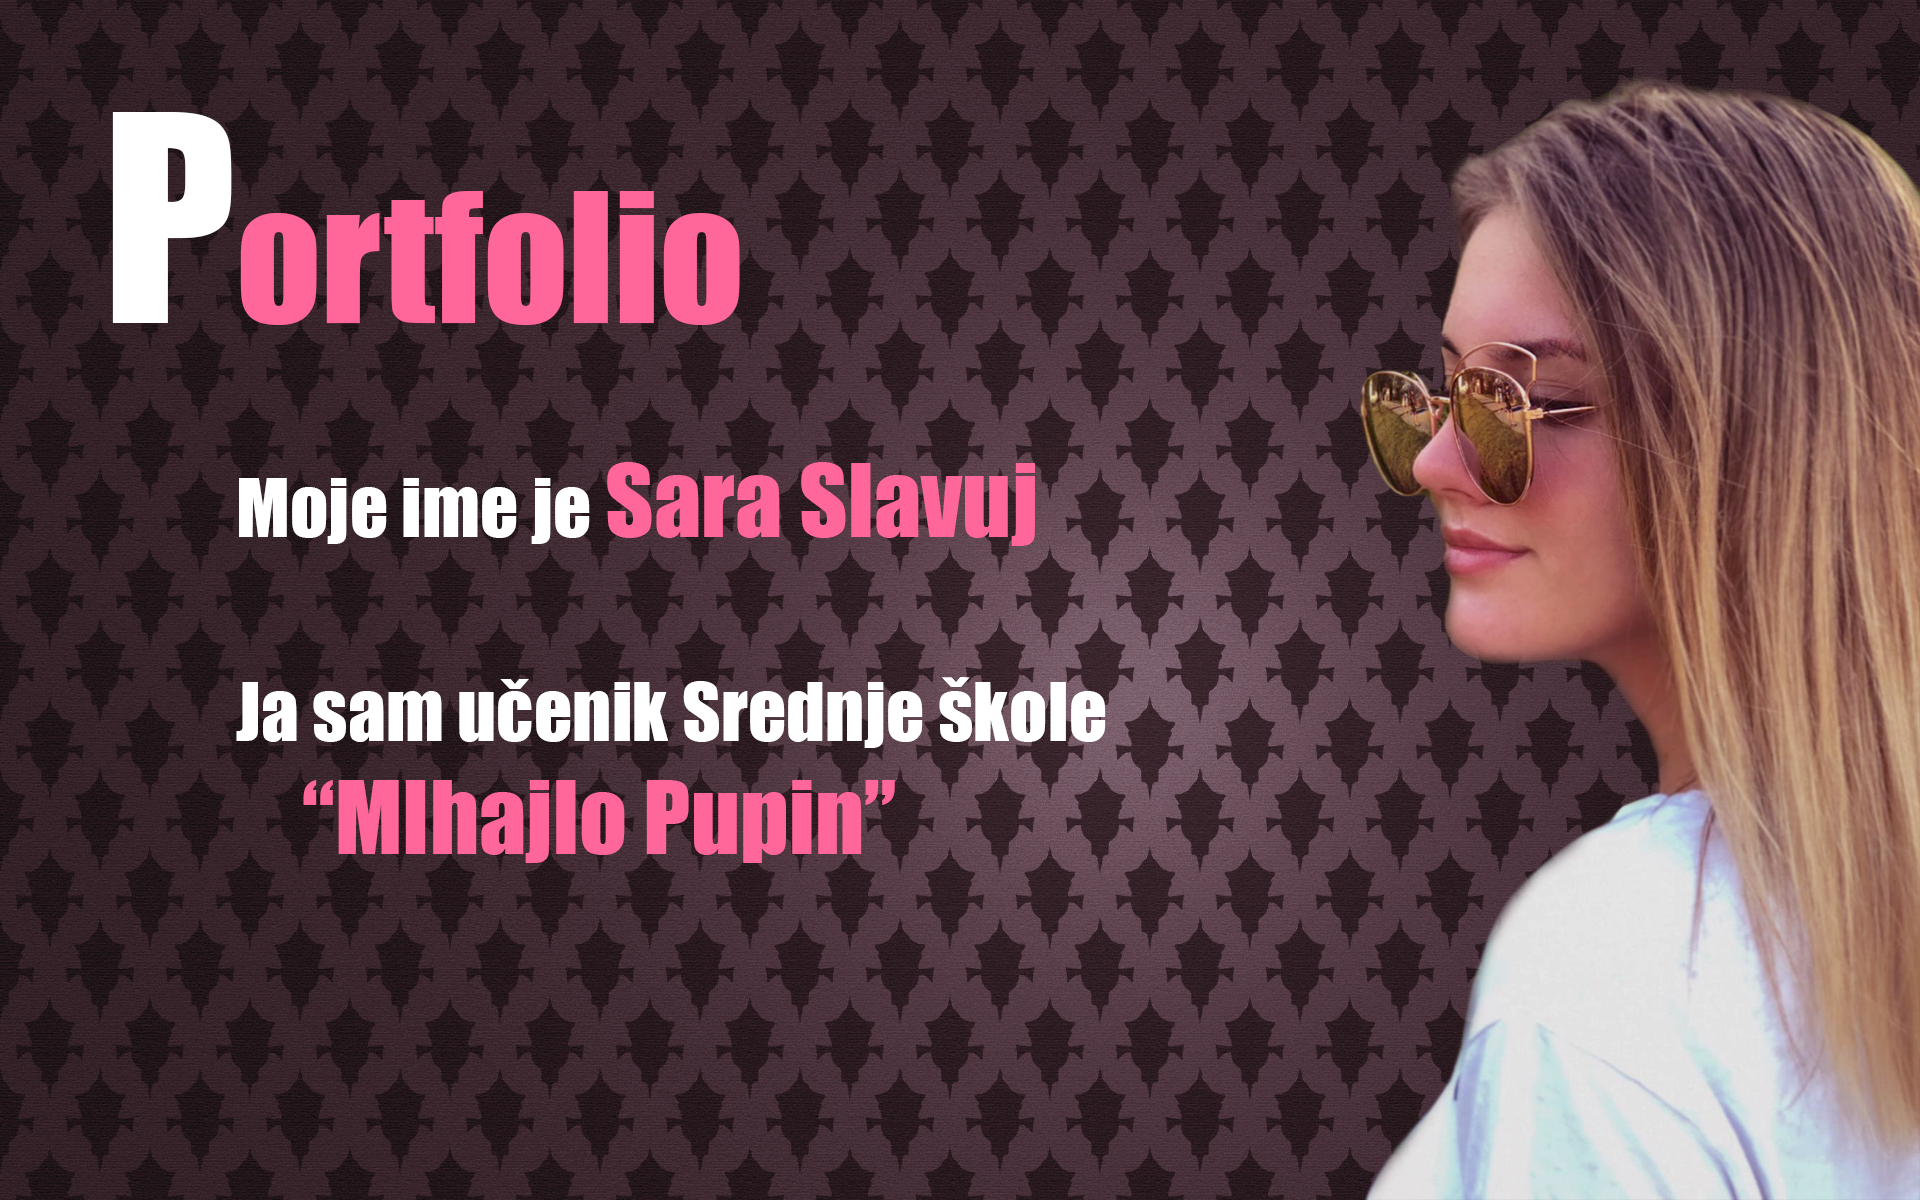 Portfolio
Moje ime je Sara Slavuj
Ja sam učenik Srednje škole
“MIhajlo Pupin”